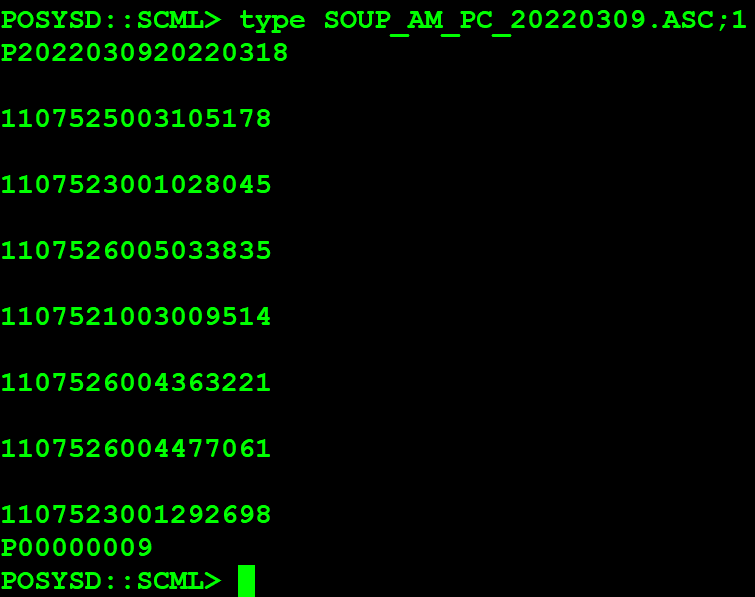 POSYSD::SCML> type SOUP_AM_PC_20220309.ASC;1
P2022030920220318
1107525003105178
1107523001028045
1107526005033835
1107521003009514
1107526004363221
1107526004477061
1107523001292698
P00000009
POSYSD::SCML>